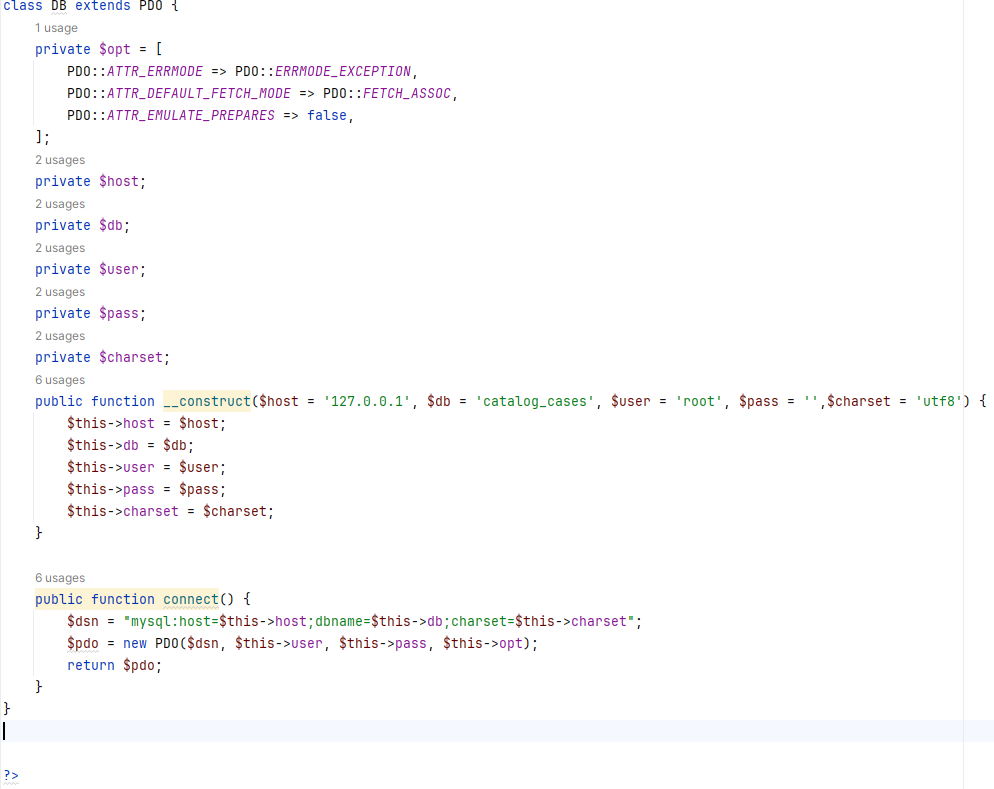 class DB extends PDO {
1 usage
private $opt = [
PDO::ATTR_ERRMODE => PDO::ERRMODE_EXCEPTION,
PDO::ATTR_DEFAULT_FETCH_MODE => PDO::FETCH_ASSOC,
PDO::ATTR_EMULATE_PREPARES => false,
];
2 usages
private $host;
2 usages
private $db;
2 usages
private $user;
2 usages
private $pass;
2 usages
private $charset;
6 usages
public function __construct($host = '127.0.0.1', $db = 'catalog_cases', $user = 'root', $pass = '',$charset = 'utf8') {
$this->host = $host;
$this->db = $db;
$this->user = $user;
$this->pass = $pass;
$this->charset = $charset;
}
6 usages
public function connect() {
$dsn = "mysql:host=$this->host;dbname=$this->db;charset=$this->charset";
$pdo = new PDO($dsn, $this->user, $this->pass, $this->opt);
return $pdo;
}
}
?>